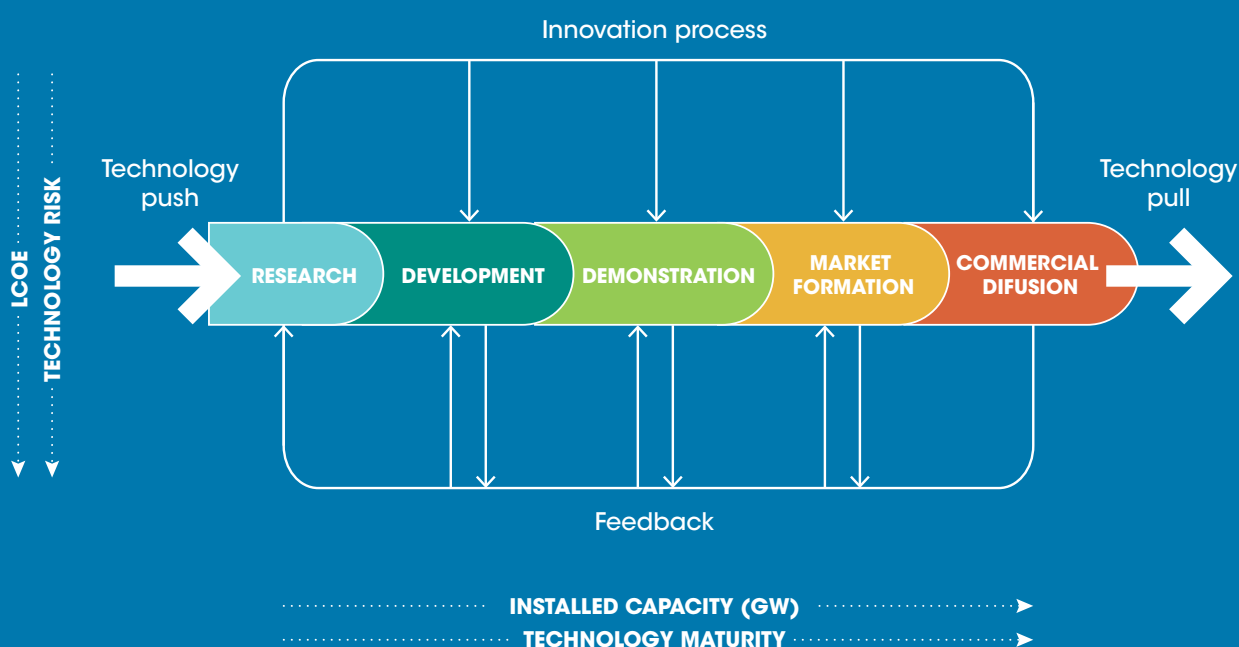 Innovation process
Technology
push
Technology
pull
LCOE
TECHNOLOGY RISK
RESEARCH
DEVELOPMENT
DEMONSTRATION
MARKET
FORMATION
COMMERCIAL
DIFUSION
Feedback
INSTALLED CAPACITY (GW)
TECHNOLOGY MATURITY